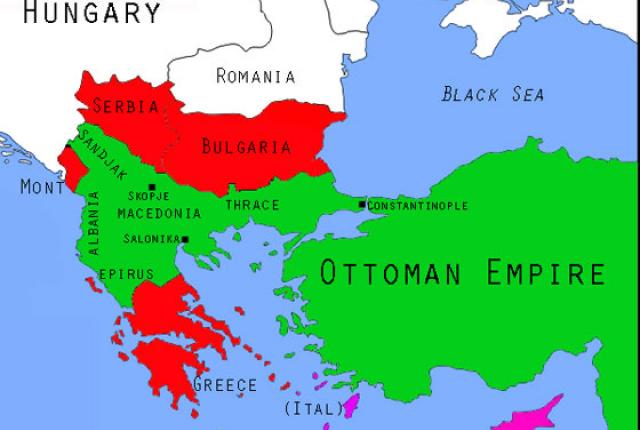 HUNGARY
ROMANIA
BLACK SEA
SERBIA
BULGARIA
SANDJAK
MONT
SKOPJE
MACEDONIA
THRACE
CONSTANTINOPLE
ALBANIA
SALONIKA
EPIRUS
OTTOMAN EMPIRE
GREECE
(ITAL)